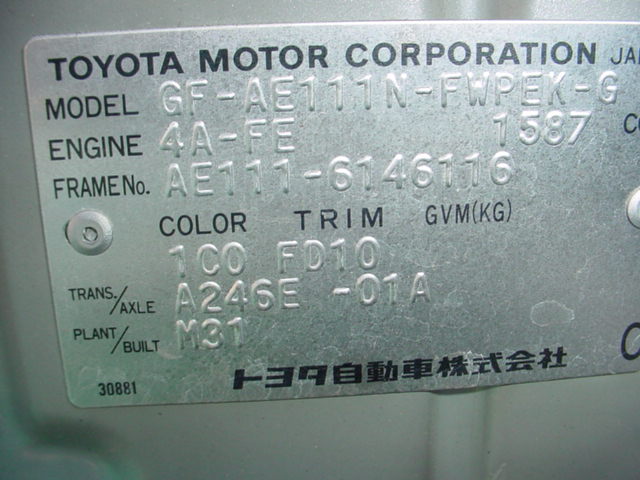 TOYOTA MOTOR CORPORATION JA
MODEL GF-AE111N-FWPEK-G
ENGINE 4A-FE 1587 C
FRAME No. AE111-6146116
COLOR TRIM GVM(KG)
1C0 FD10
TRANS./AXLE A246E -01A
PLANT/BUILT M31
トヨタ自動車株式会社
30881